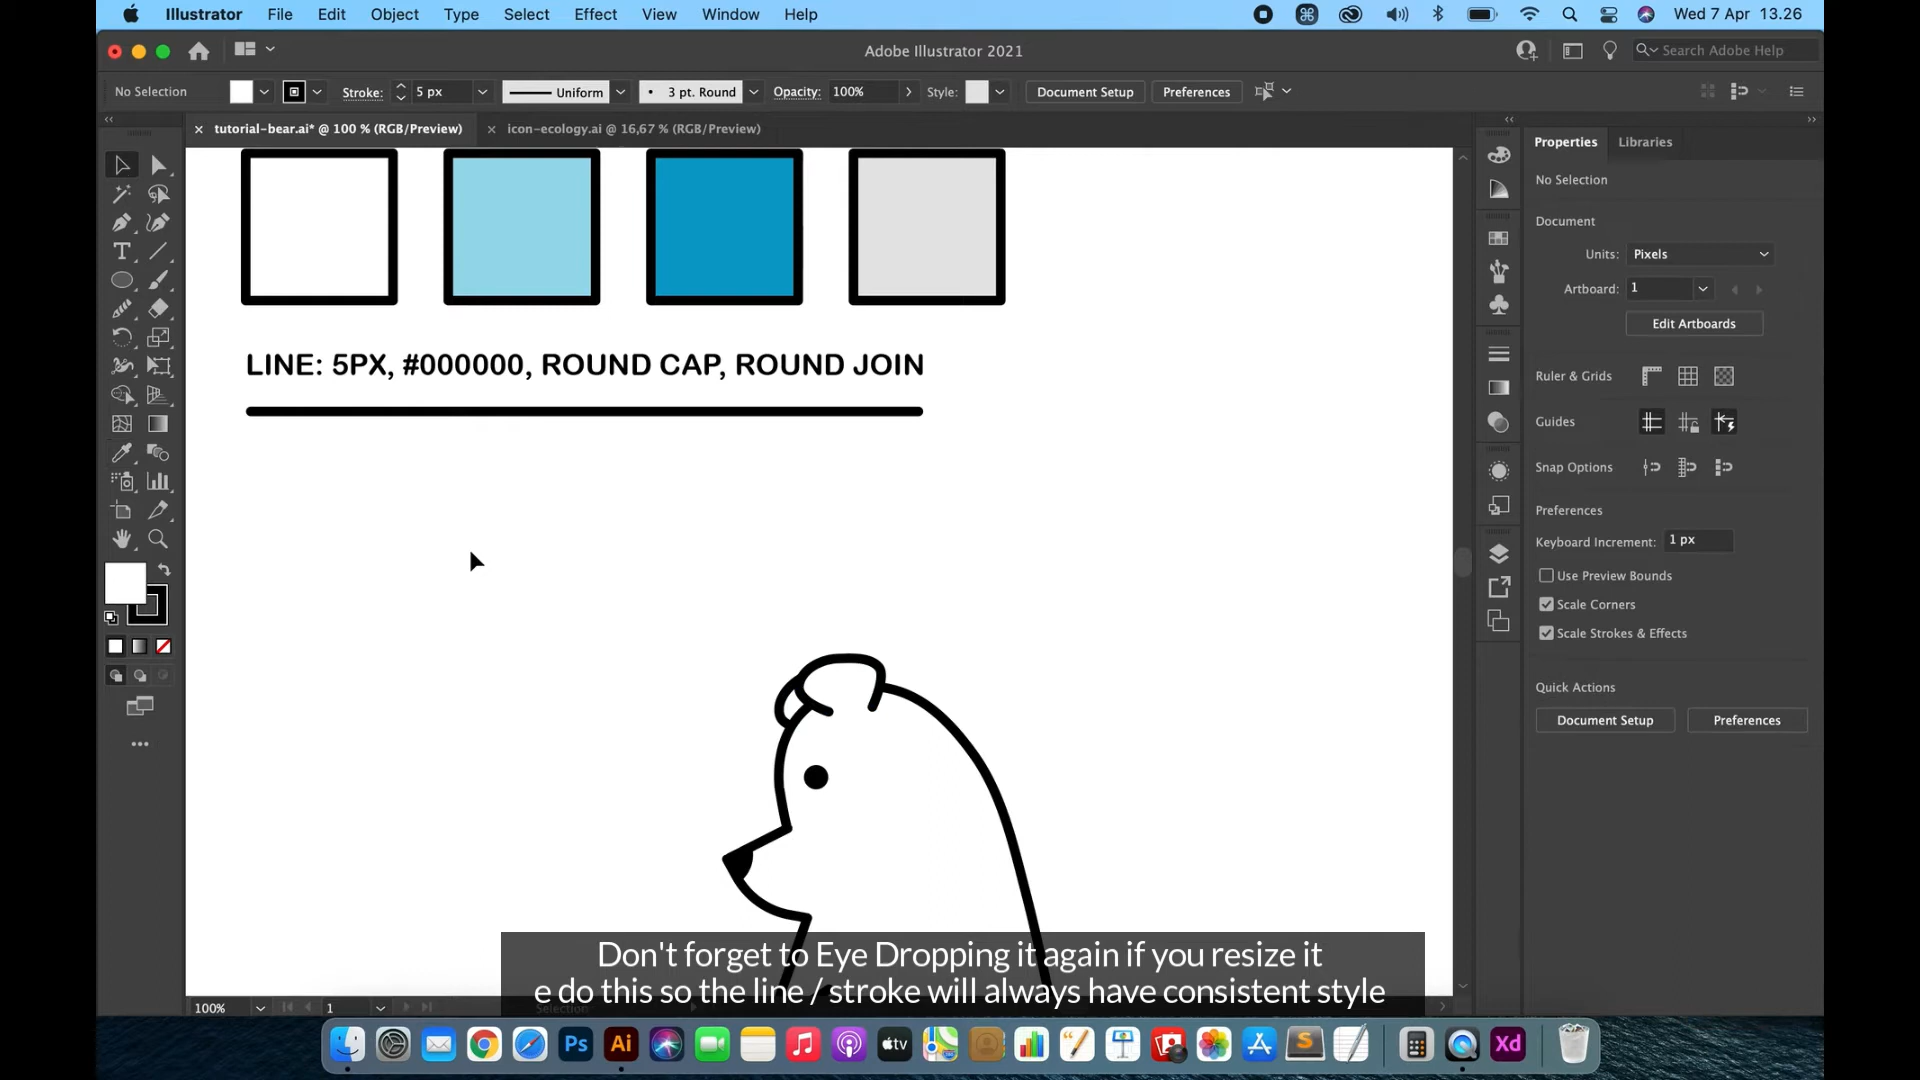 Illustrator File Edit Object Type Select Effect View Window Help
Wed 7 Apr 13.26
Adobe Illustrator 2021
Search Adobe Help
No Selection
Stroke: 5 px
Uniform
3 pt. Round
Opacity: 100%
Style:
Document Setup
Preferences
tutorial-bear.ai* @ 100 % (RGB/Preview)
icon-ecology.ai @ 16,67 % (RGB/Preview)
Properties
Libraries
No Selection
Document
Units: Pixels
Artboard: 1
Edit Artboards
Ruler & Grids
Guides
Snap Options
Preferences
Keyboard Increment: 1 px
Use Preview Bounds
Scale Corners
Scale Strokes & Effects
Quick Actions
Document Setup
Preferences
LINE: 5PX, #000000, ROUND CAP, ROUND JOIN
Don't forget to Eye Dropping it again if you resize it
e do this so the line / stroke will always have consistent style
100%
1
Selection
Ps
Ai
tv
S
Xd